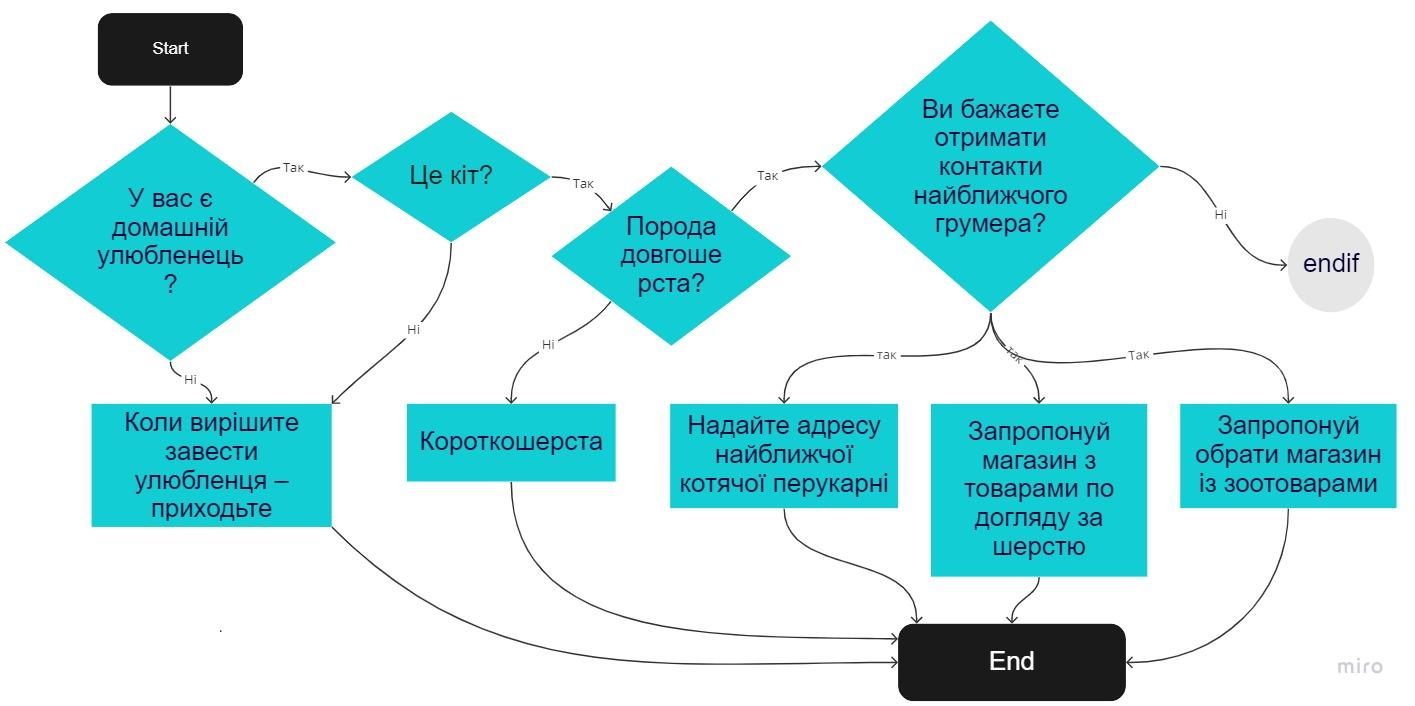 Start
У вас є
домашній
улюбленець
?
Так
Це кіт?
Так
Порода
довгоше
рста?
Так
Ви бажаєте
отримати
контакти
найближчого
грумера?
Ні
endif
Ні
Ні
Ні
так
так
Так
Коли вирішите
завести
улюбленця –
приходьте
Короткошерста
Надайте адресу
найближчої
котячої перукарні
Запропонуй
магазин з
товарами по
догляду за
шерстю
Запропонуй
обрати магазин
із зоотоварами
.
End
miro